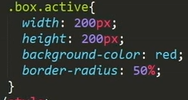 .box.active{
width: 200px;
height: 200px;
background-color: red;
border-radius: 50%;
}